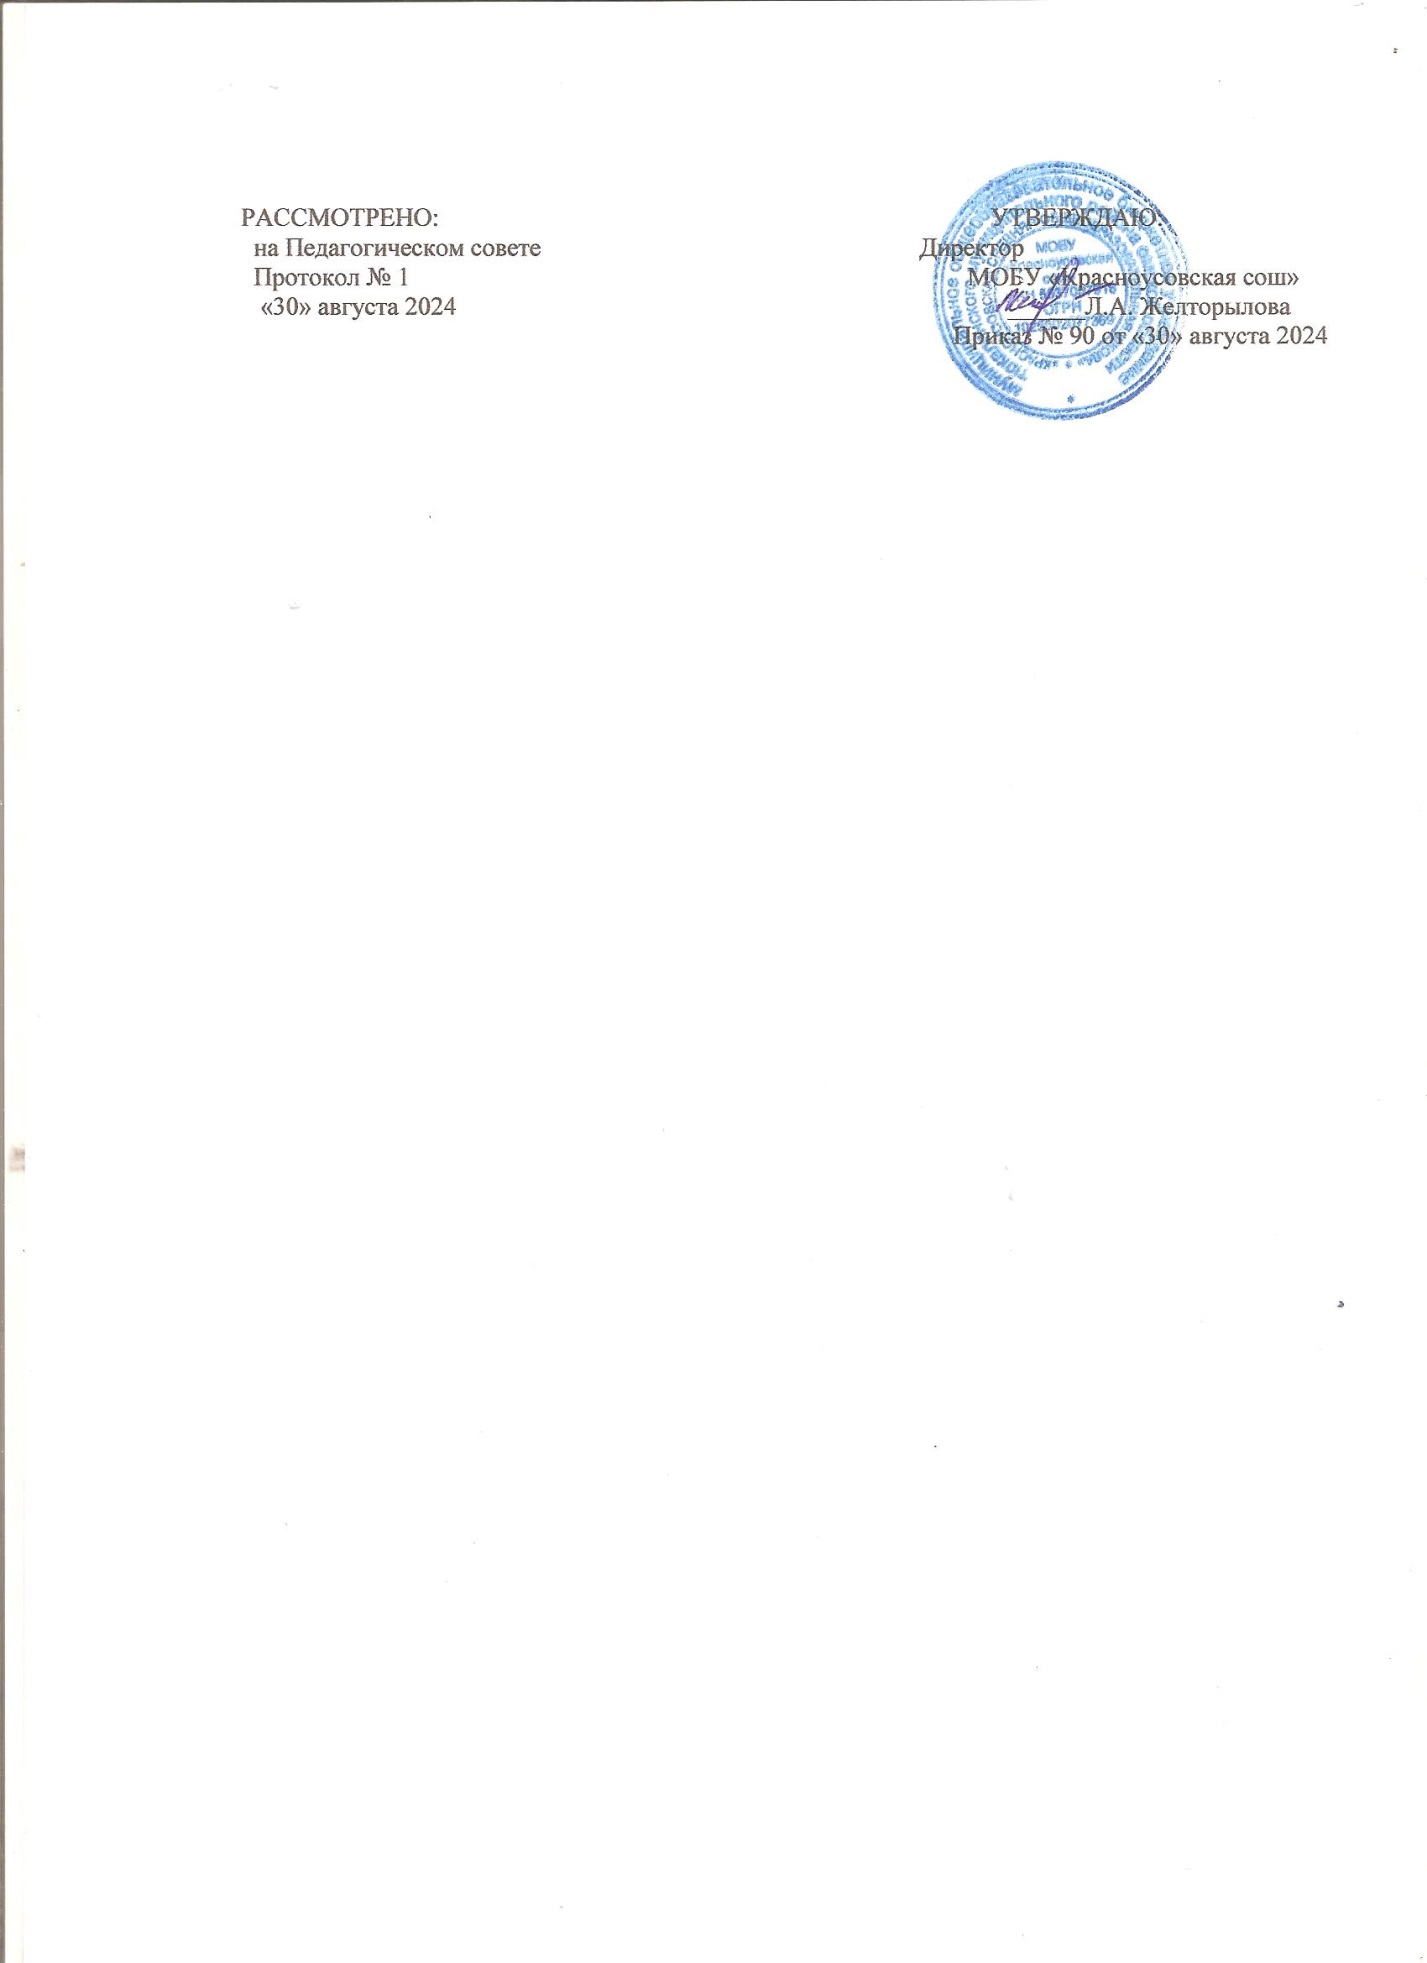 РАССМОТРЕНО:
на Педагогическом совете
Протокол № 1
«30» августа 2024
УТВЕРЖДАЮ:
Директор
МОБУ «Красноусовская сош»
Л.А. Желторылова
Приказ № 90 от «30» августа 2024
МОБУ
ОГРН